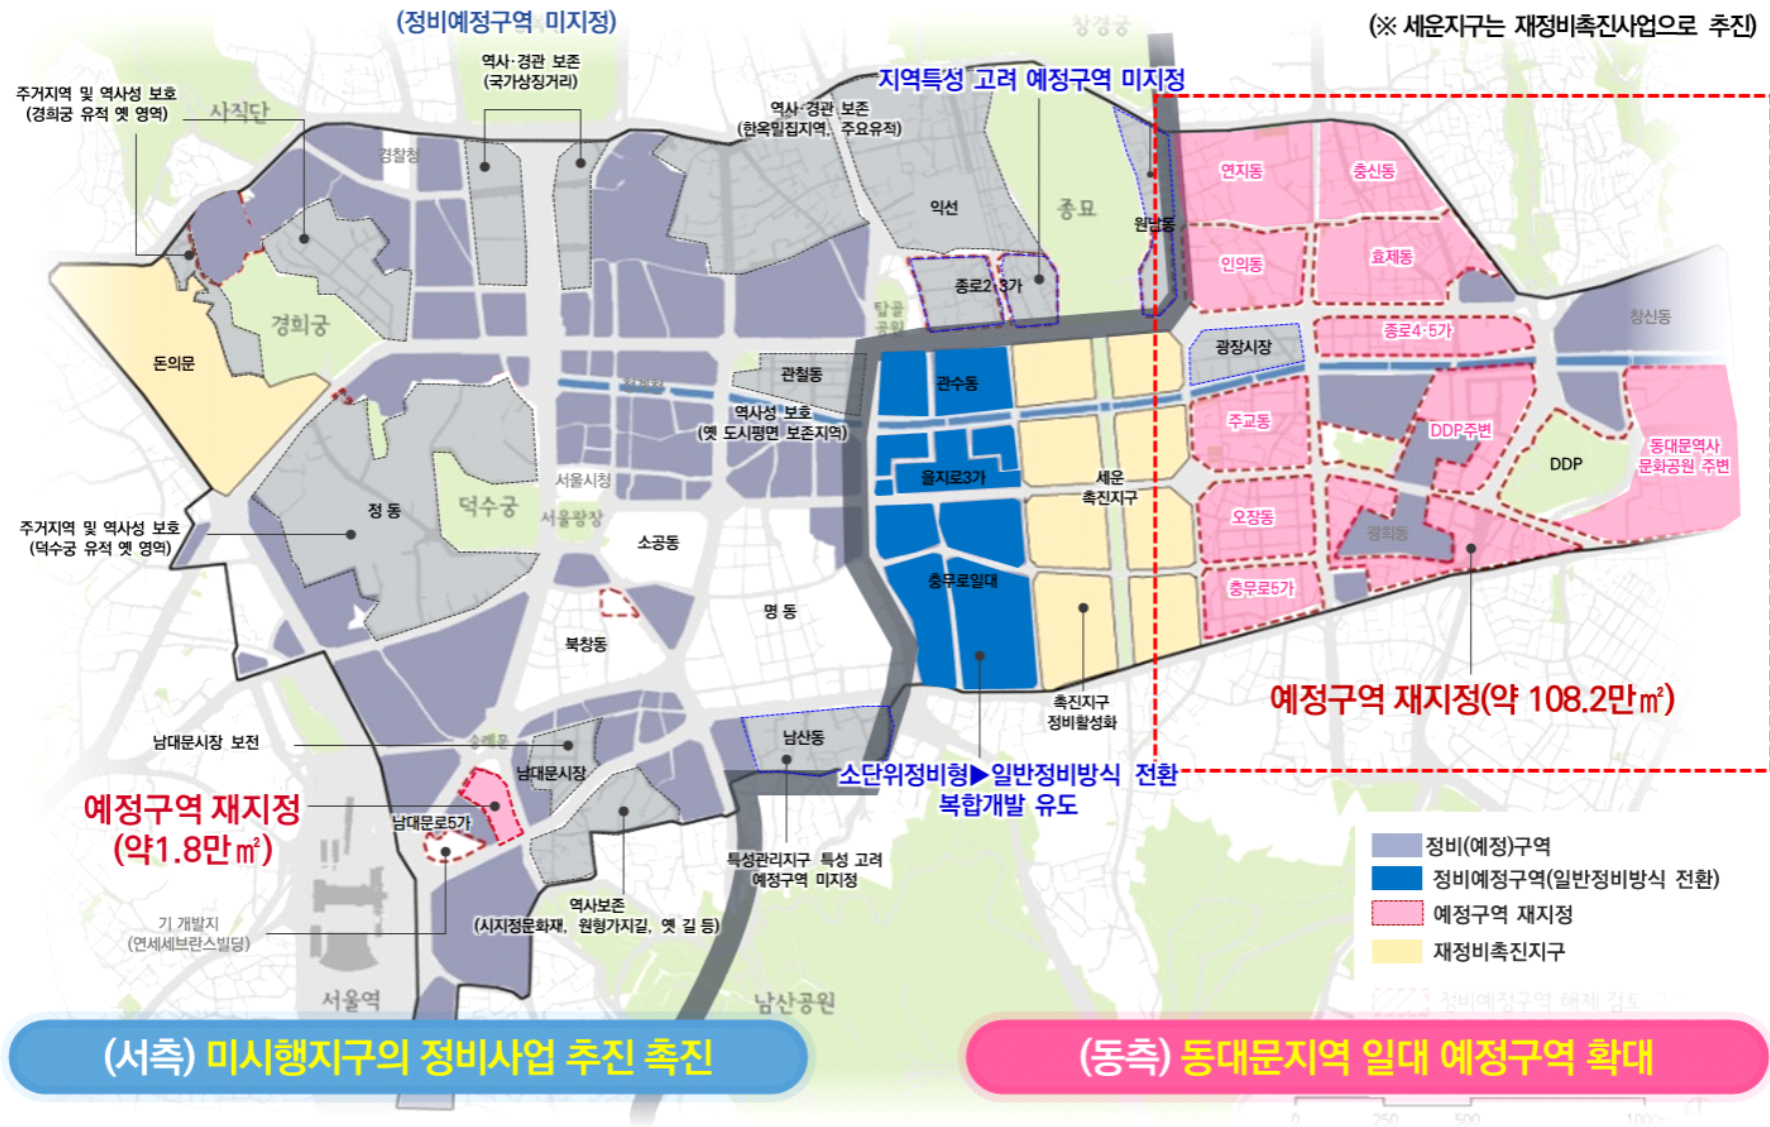 (정비예정구역 미지정)
(※ 세운지구는 재정비촉진사업으로 추진)
창경궁
역사·경관 보존
(국가상징거리)
지역특성 고려 예정구역 미지정
주거지역 및 역사성 보호
(경희궁 유적 옛 영역)
사직단
역사·경관 보존
(한옥밀집지역, 주요유적)
경찰청
연지동
충신동
익선
종묘
원남동
인의동
효제동
종로2·3가
탑골
공원
경희궁
창신동
종로4·5가
광장시장
돈의문
관철동
관수동
청계천
역사성 보호
(옛 도시평면 보존지역)
주교동
DDP주변
동대문역사
문화공원 주변
DDP
을지로3가
세운
촉진지구
서울시청
덕수궁
서울광장
정 동
오장동
광희동
주거지역 및 역사성 보호
(덕수궁 유적 옛 영역)
소공동
충무로일대
충무로5가
명 동
북창동
예정구역 재지정(약 108.2만㎡)
촉진지구
정비활성화
남대문시장 보전
숭례문
남산동
남대문시장
소단위정비형▶일반정비방식 전환
복합개발 유도
예정구역 재지정
(약1.8만㎡)
남대문로5가
특성관리지구 특성 고려
예정구역 미지정
정비(예정)구역
정비예정구역(일반정비방식 전환)
예정구역 재지정
재정비촉진지구
정비예정구역 해제 검토 구
역사보존
(시지정문화재, 원형가지길, 옛 길 등)
기 개발지
(연세세브란스빌딩)
서울역
남산공원
(서측) 미시행지구의 정비사업 추진 촉진
(동측) 동대문지역 일대 예정구역 확대
0 250 500 1000m